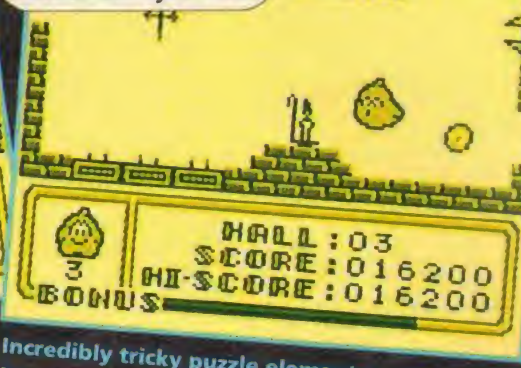 HALL:03
SCORE:016200
3
HI-SCORE:016200
BONUS
Incredibly tricky puzzle